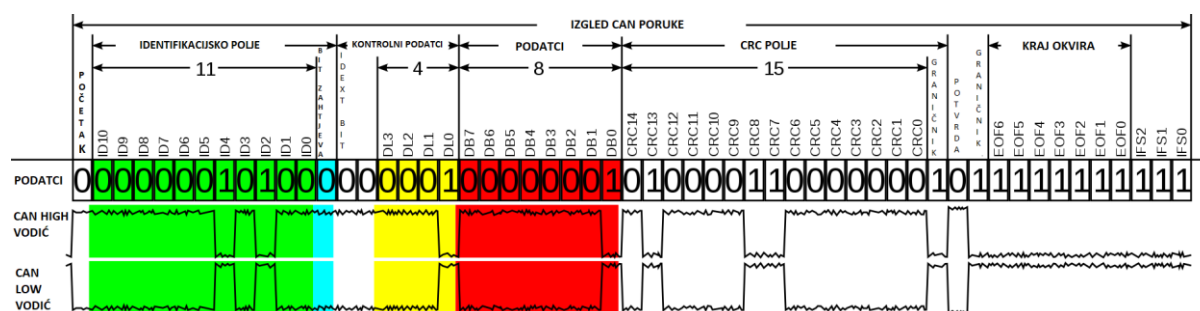 IZGLED CAN PORUKE
IDENTIFIKACIJSKO POLJE
KONTROLNI PODATCI
PODATCI
CRC POLJE
KRAJ OKVIRA
11
4
8
15
POČETAK
ID10
ID9
ID8
ID7
ID6
ID5
ID4
ID3
ID2
ID1
ID0
BIT ZAHTJEVA
IDEXT BIT
DL3
DL2
DL1
DL0
DB7
DB6
DB5
DB4
DB3
DB2
DB1
DB0
CRC14
CRC13
CRC12
CRC11
CRC10
CRC9
CRC8
CRC7
CRC6
CRC5
CRC4
CRC3
CRC2
CRC1
CRC0
GRANIČNIK
POTVRDA
GRANIČNIK
EOF6
EOF5
EOF4
EOF3
EOF2
EOF1
EOF0
IFS2
IFS1
IFS0
PODATCI 0 0 0 0 0 0 0 1 0 1 0 0 0 0 0 0 0 0 1 0 0 0 0 0 0 0 1 0 1 0 0 0 0 1 1 0 0 0 0 0 0 0 1 0 1 1 1 1 1 1 1 1 1 1 1
CAN HIGH
VODIĆ
CAN
LOW
VODIĆ